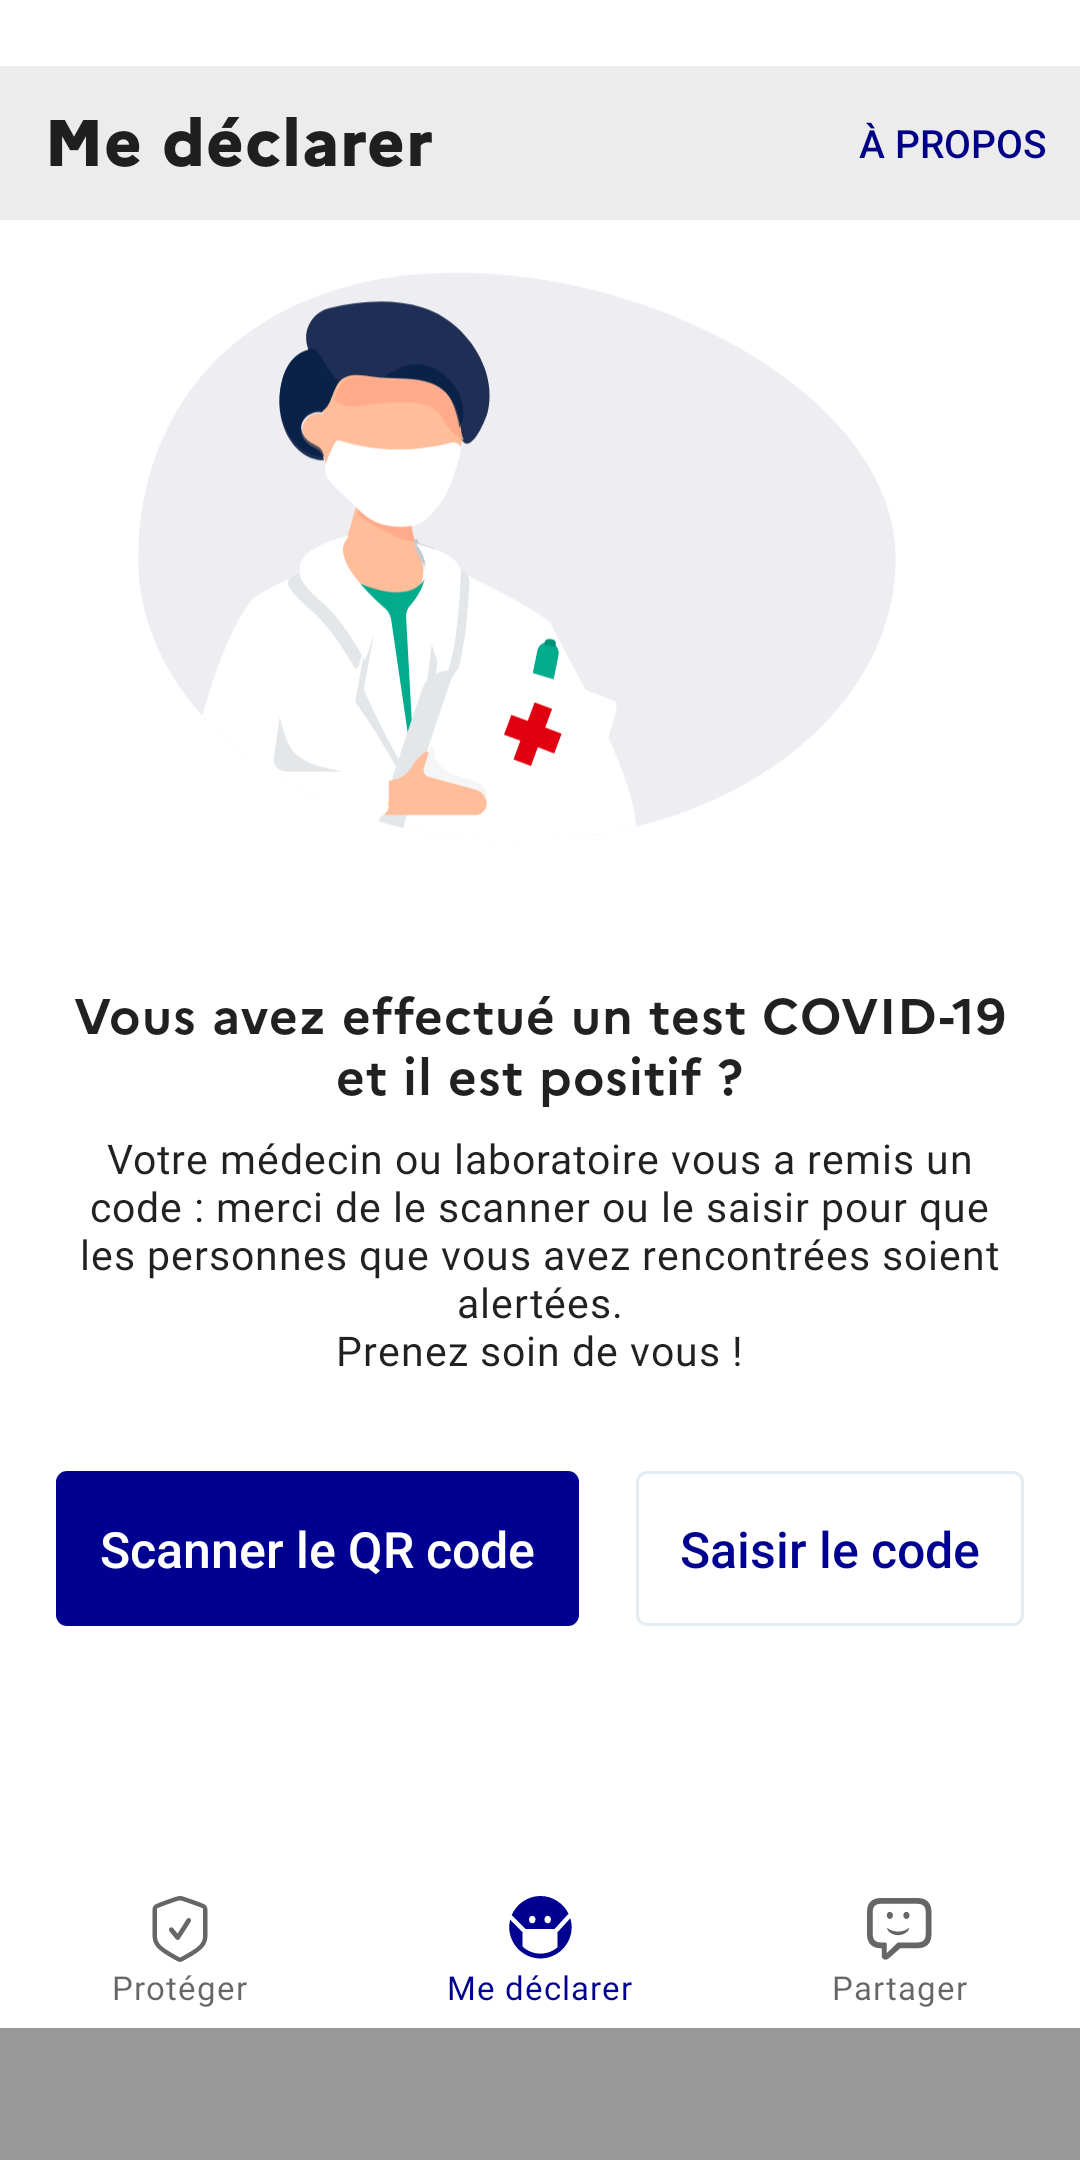 Me déclarer
À PROPOS
Vous avez effectué un test COVID-19
et il est positif ?
Votre médecin ou laboratoire vous a remis un
code : merci de le scanner ou le saisir pour que
les personnes que vous avez rencontrées soient
alertées.
Prenez soin de vous !
Scanner le QR code
Saisir le code
Protéger
Me déclarer
Partager